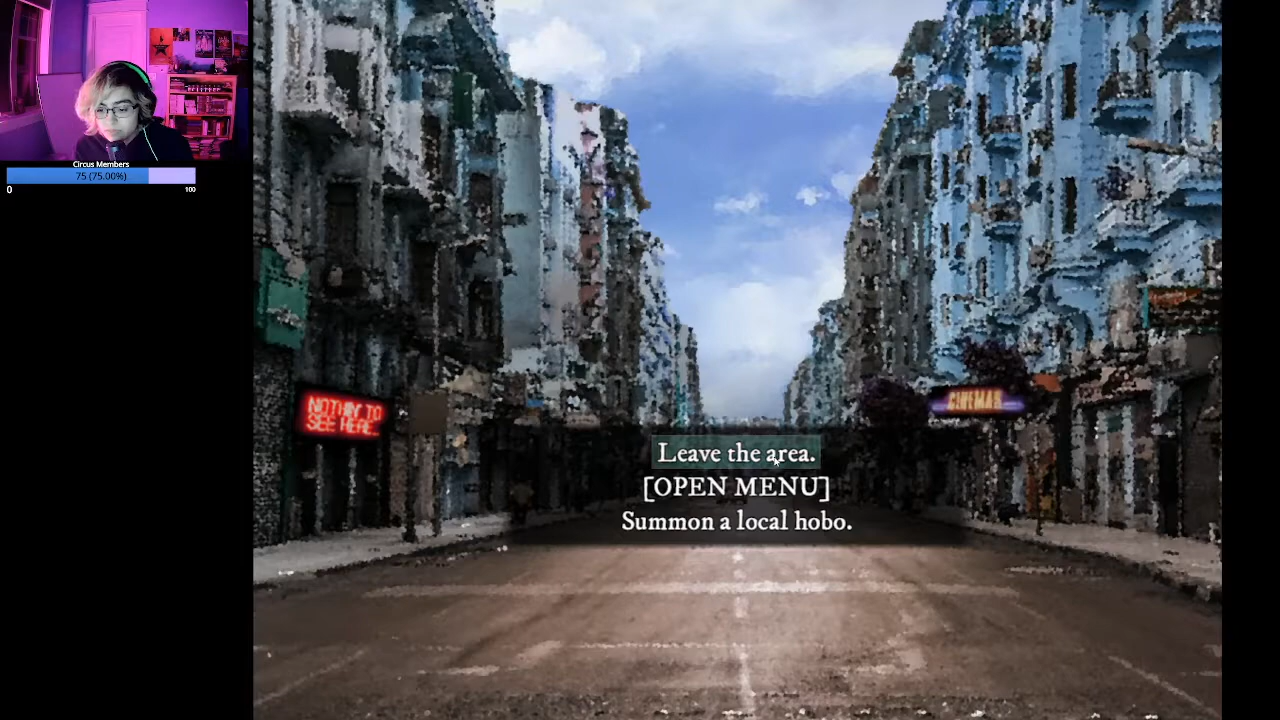 Circus Members
75 (75.00%)
0
100
NOTHIN TO
SEE HERE..
CINEMAS
Leave the area.
[OPEN MENU]
Summon a local hobo.